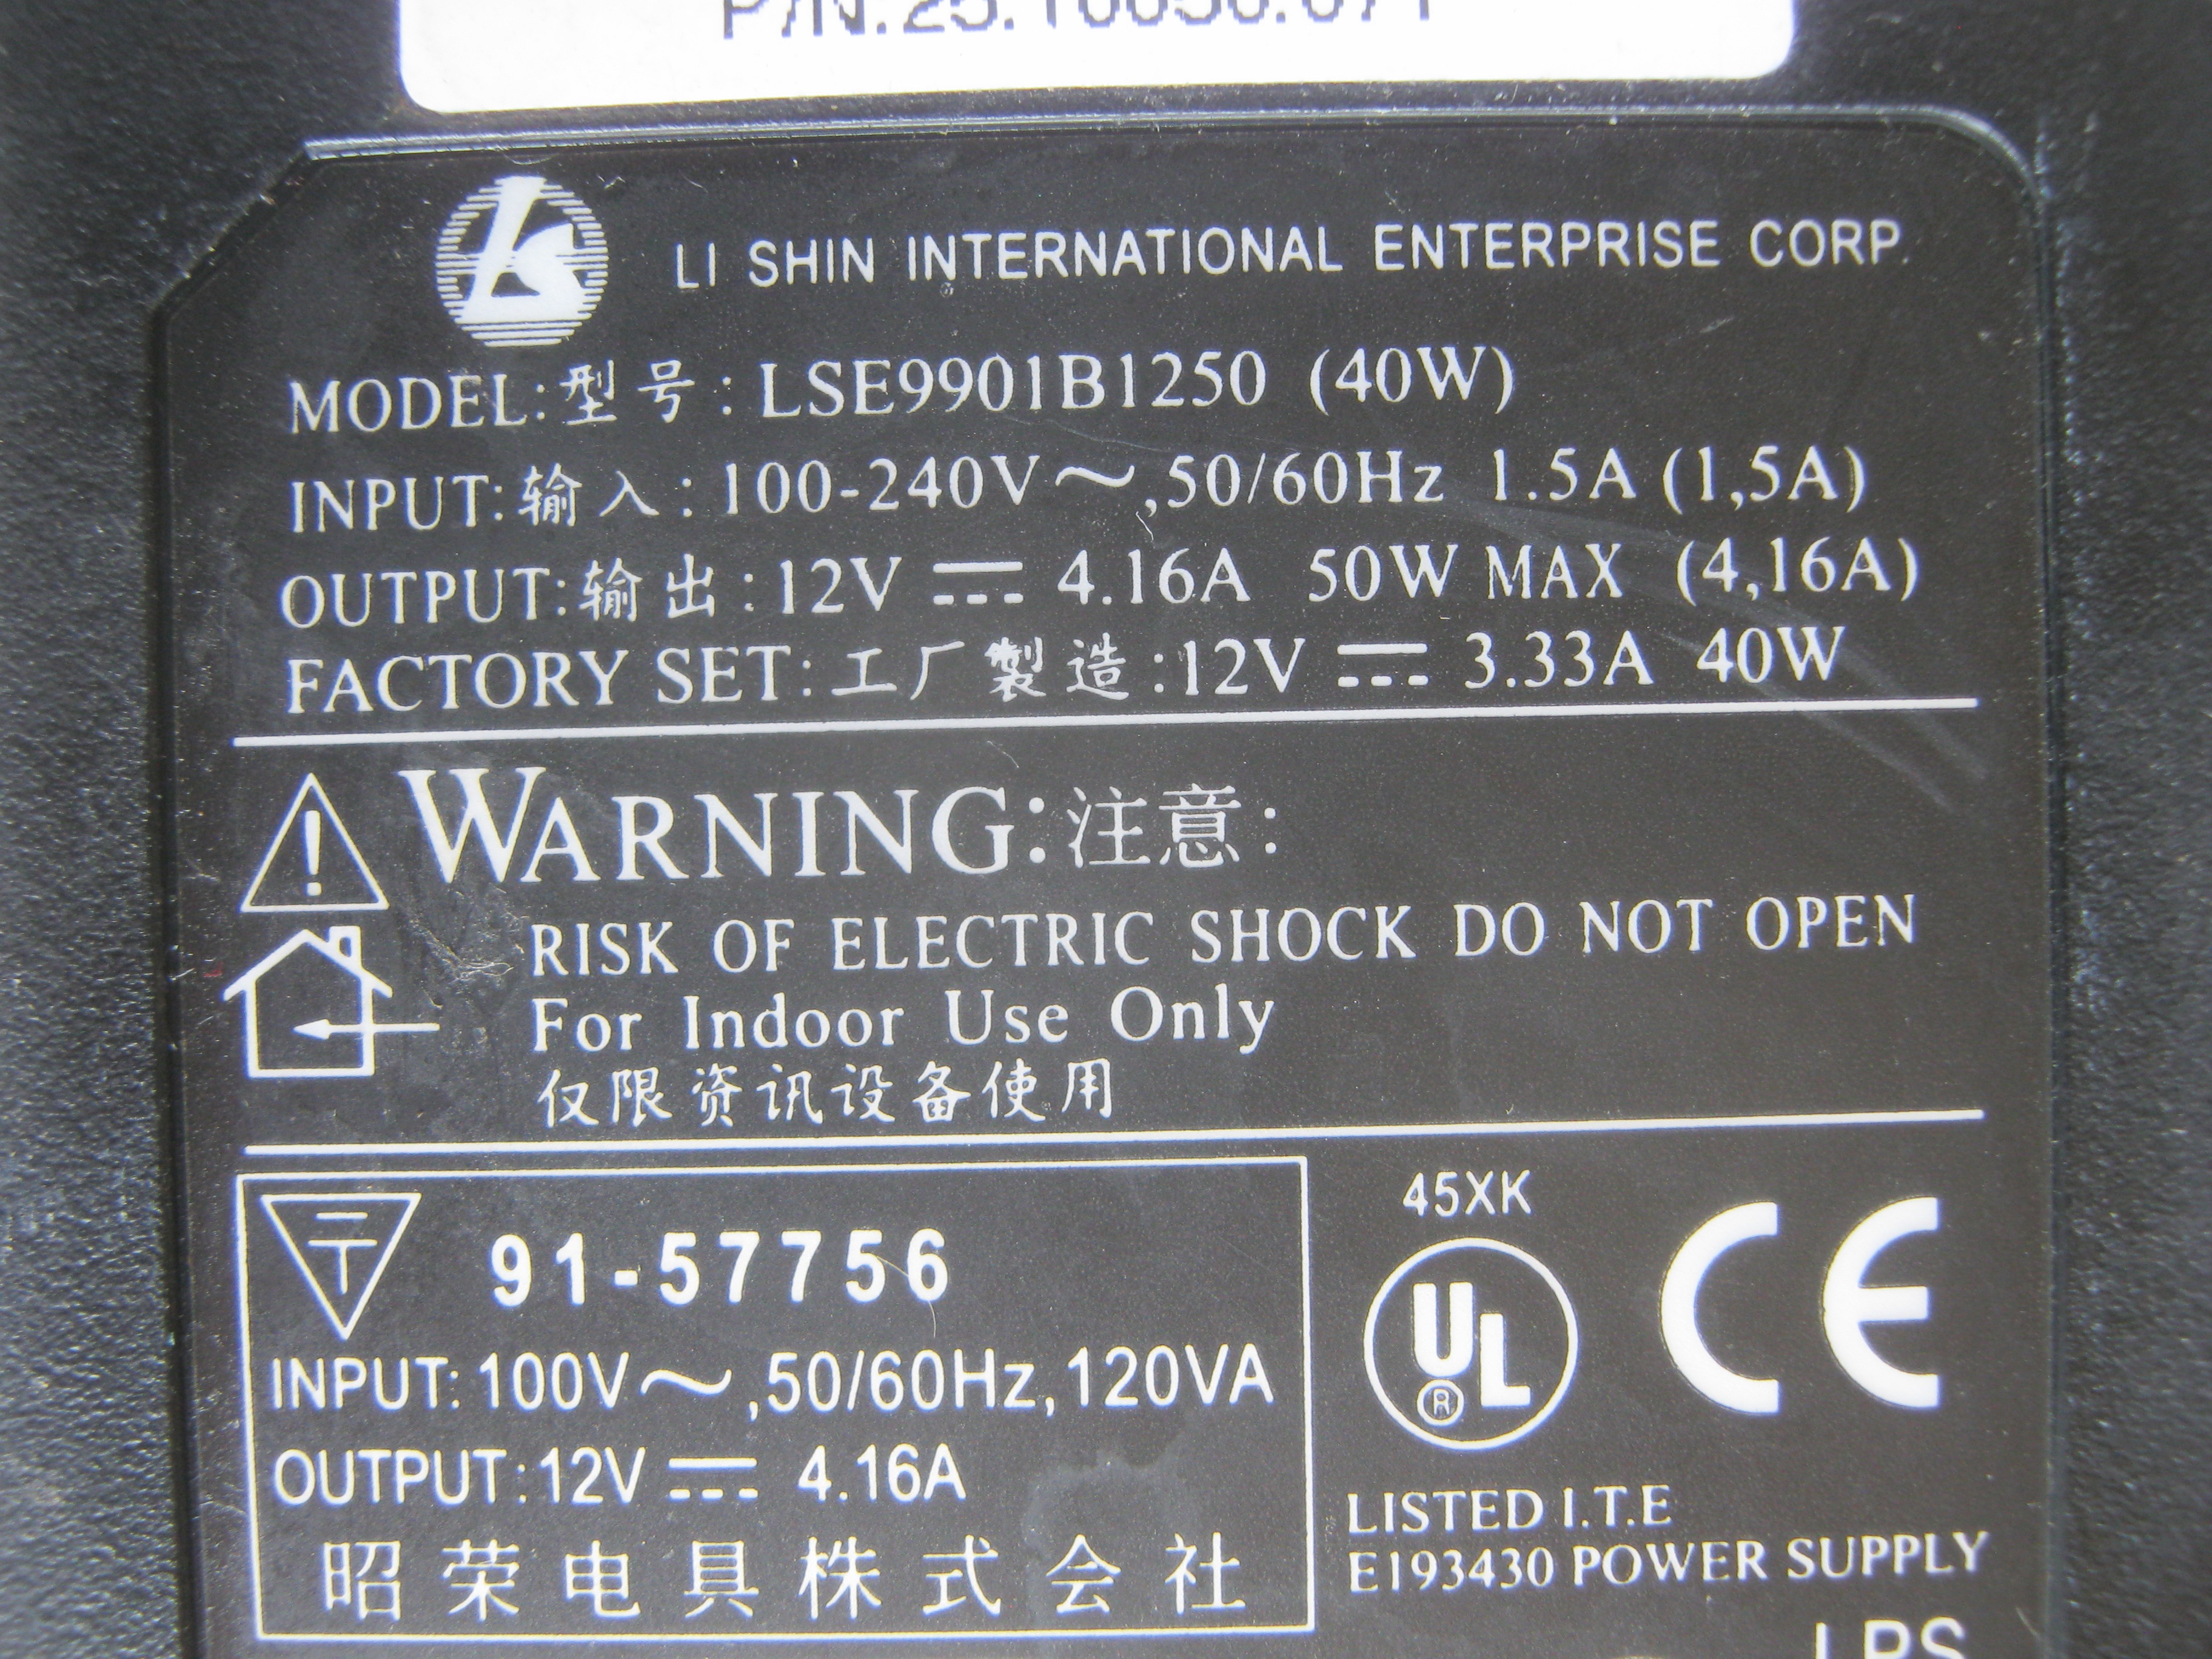 LI SHIN INTERNATIONAL ENTERPRISE CORP.
MODEL:型号: LSE9901B1250 (40W)
INPUT:输入: 100-240V～,50/60Hz 1.5A (1,5A)
OUTPUT:输出:12V ⎓ 4.16A 50W MAX (4,16A)
FACTORY SET:工厂製造:12V ⎓ 3.33A 40W
WARNING:注意:
RISK OF ELECTRIC SHOCK DO NOT OPEN
For Indoor Use Only
仅限资讯设备使用
91-57756
INPUT: 100V～,50/60Hz,120VA
OUTPUT:12V ⎓ 4.16A
昭荣电具株式会社
45XK
UL
®
CE
LISTED I.T.E
E193430 POWER SUPPLY
LPS